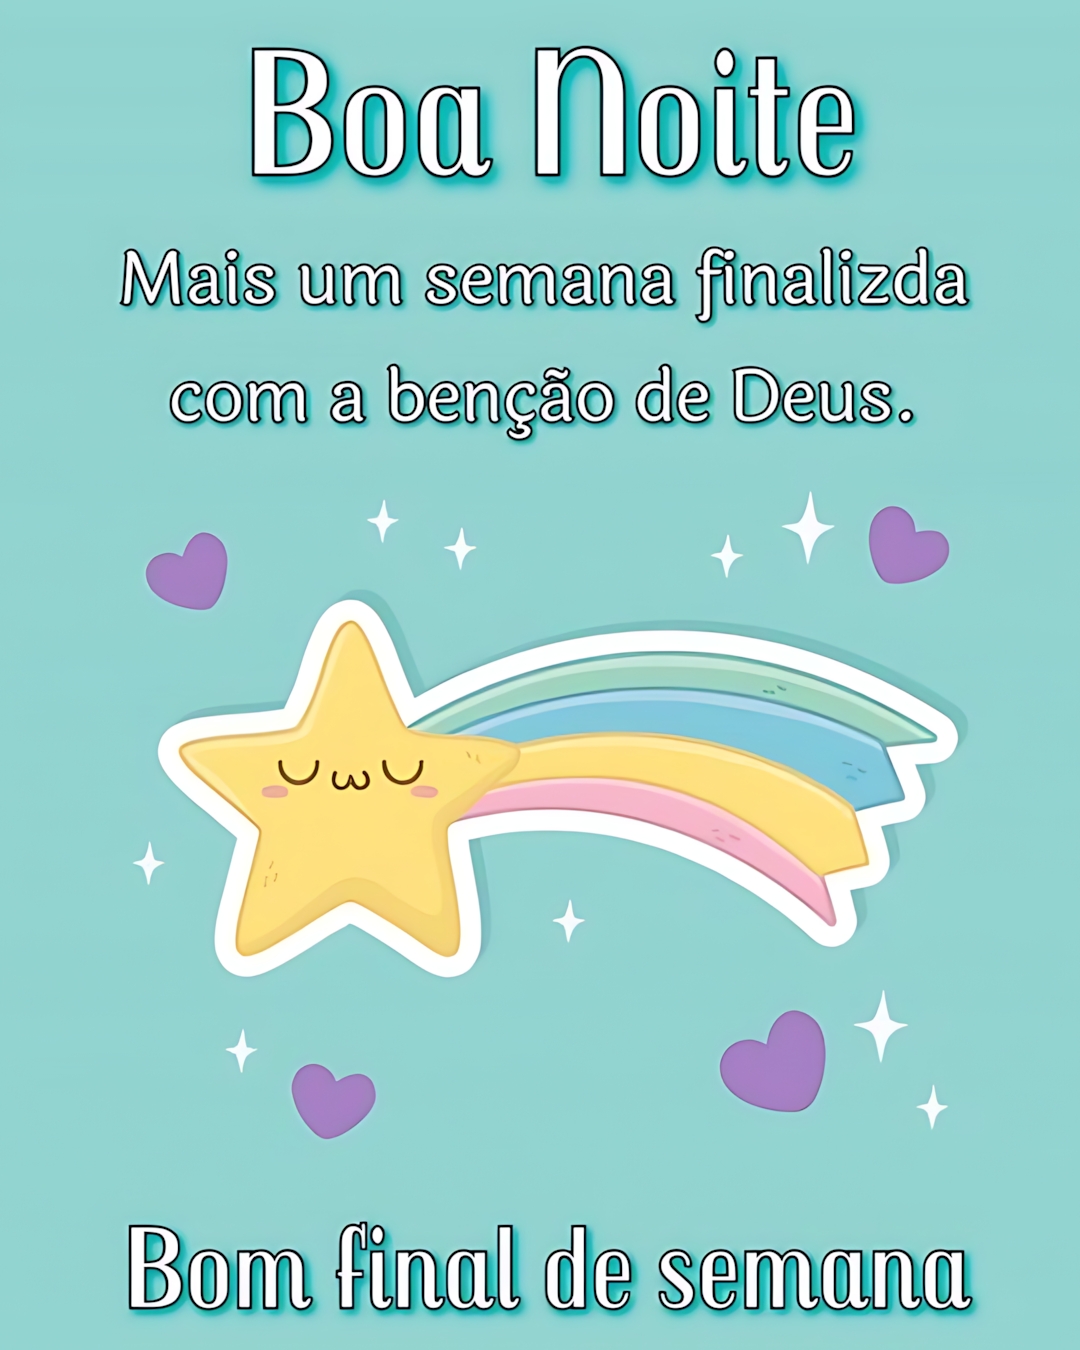 Boa Noite
Mais um semana finalizda
com a benção de Deus.
Bom final de semana